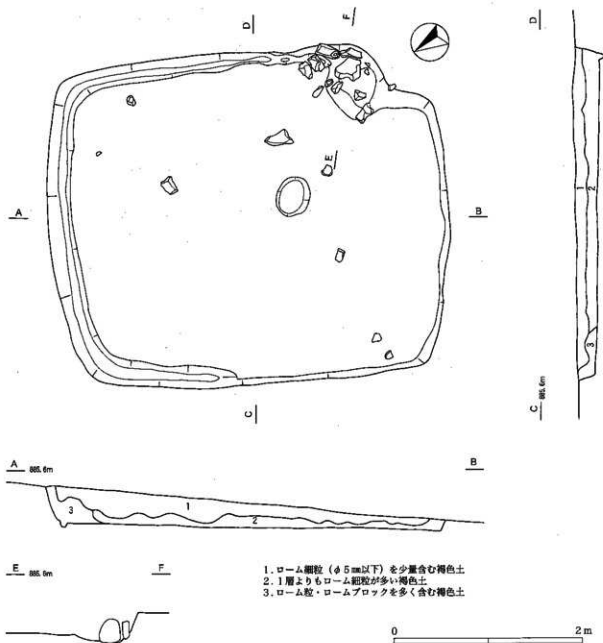 D
F
D
E
A
B
1
2
3
C
C 885.6m
A 885.6m
B
1
2
3
E 885.6m
F
1. ローム細粒(φ5mm以下)を少量含む褐色土
2. 1層よりもローム細粒が多い褐色土
3. ローム粒・ロームブロックを多く含む褐色土
0 2m